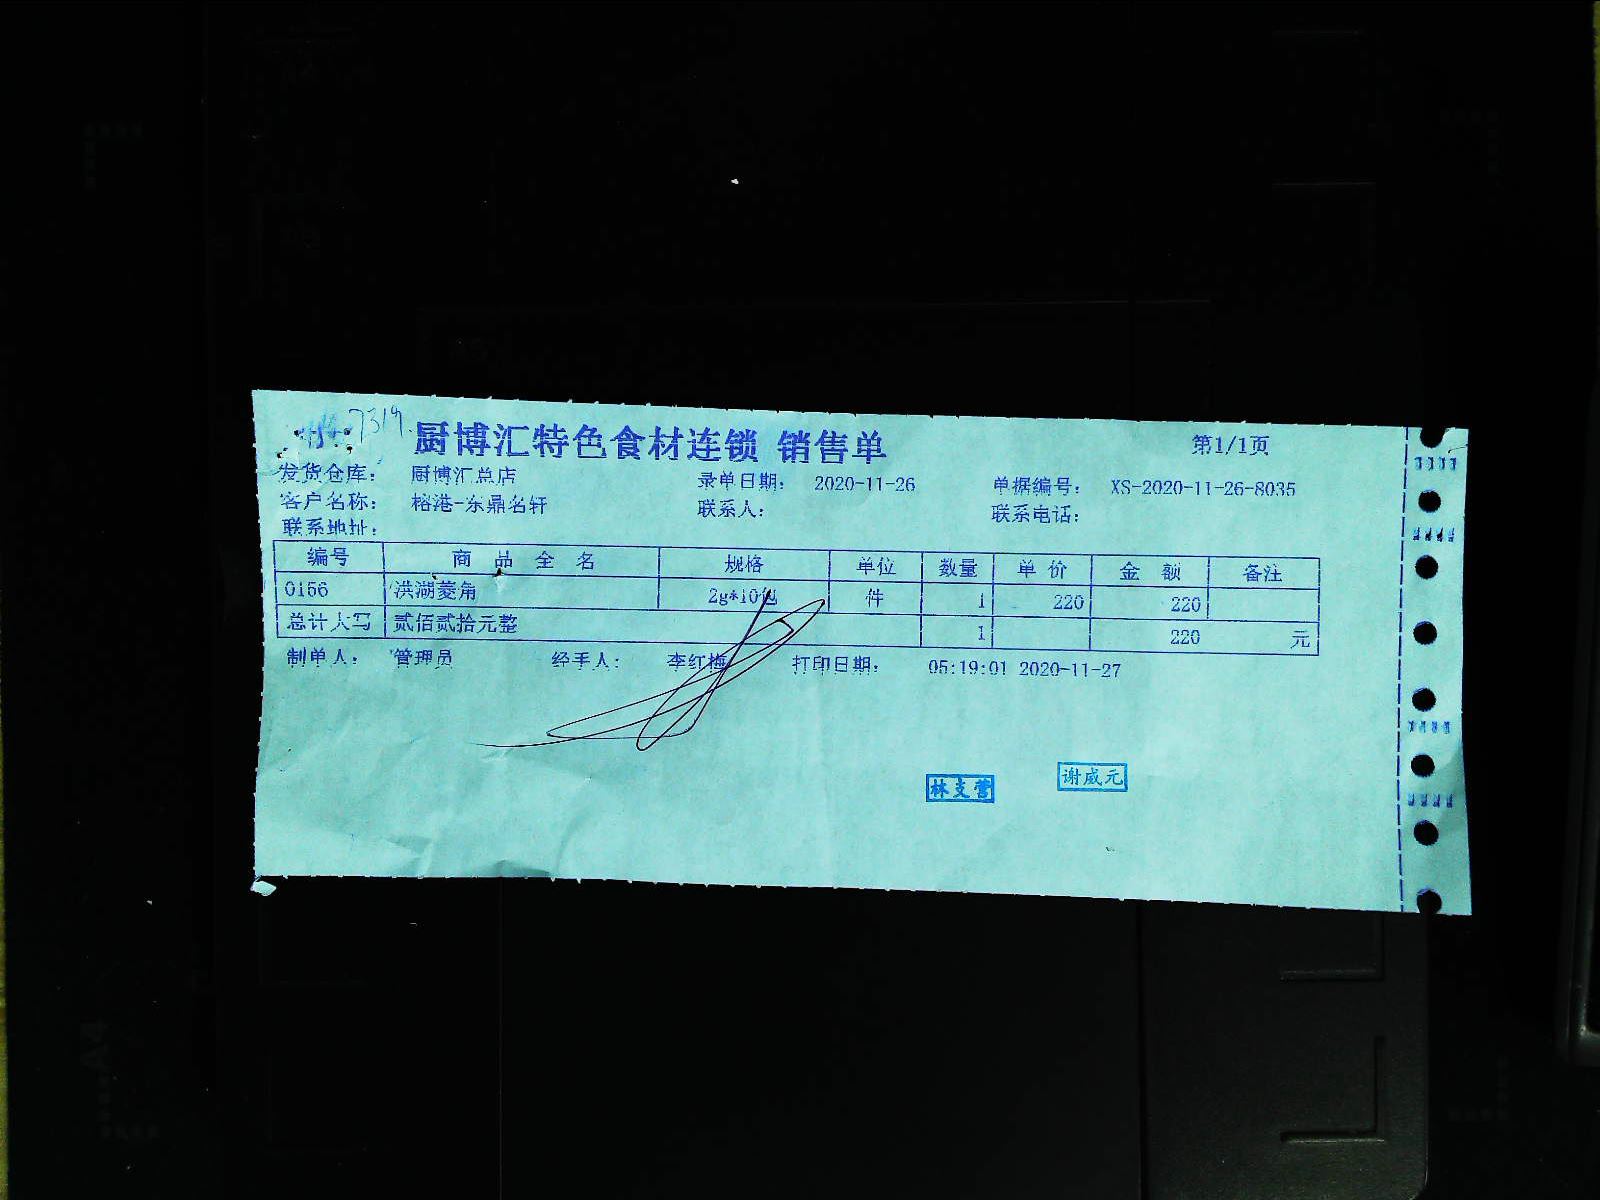 7319
厨博汇特色食材连锁 销售单 第1/1页
发货仓库： 厨博汇总店 录单日期： 2020-11-26 单据编号： XS-2020-11-26-8035
客户名称： 榕港-东鼎名轩 联系人： 联系电话：
联系地址：
编号 商 品 全 名 规格 单位 数量 单 价 金 额 备注
0156 洪湖菱角 2g*10包 件 1 220 220
总计大写 贰佰贰拾元整 1 220 元
制单人： 管理员 经手人： 李红梅 打印日期： 05:19:01 2020-11-27
林支营 谢威元